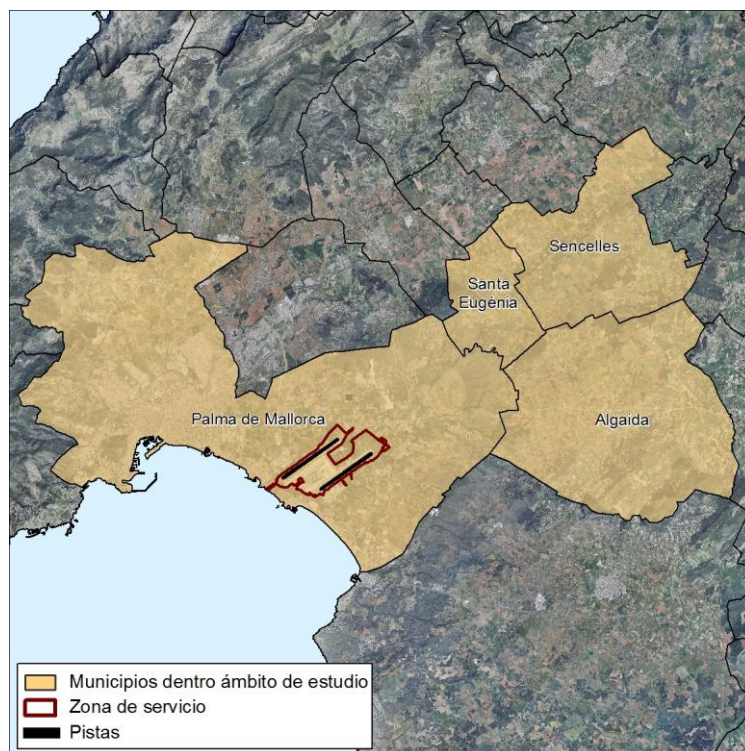 Sencelles
Santa
Eugènia
Palma de Mallorca
Algaida
Municipios dentro ámbito de estudio
Zona de servicio
Pistas